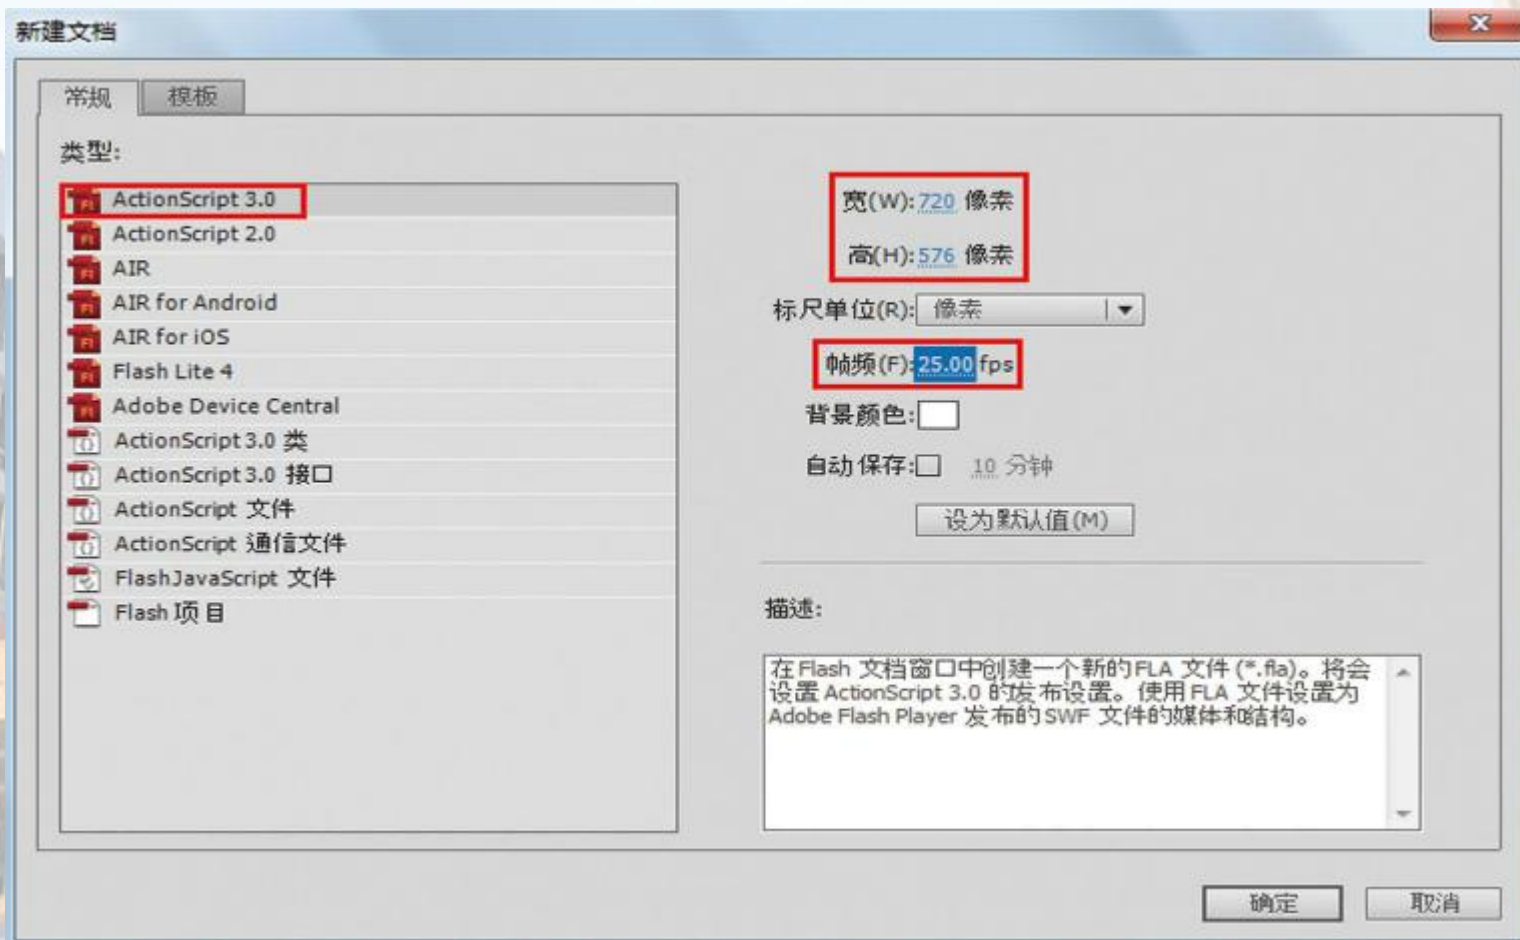 新建文档
常规
模板
类型:
ActionScript 3.0
ActionScript 2.0
AIR
AIR for Android
AIR for iOS
Flash Lite 4
Adobe Device Central
ActionScript 3.0 类
ActionScript 3.0 接口
ActionScript 文件
ActionScript 通信文件
FlashJavaScript 文件
Flash 项目
宽(W):720 像素
高(H):576 像素
标尺单位(R): 像素
帧频(F):25.00 fps
背景颜色:
自动保存: 10 分钟
设为默认值(M)
描述:
在 Flash 文档窗口中创建一个新的 FLA 文件 (*.fla)。将会
设置 ActionScript 3.0 的发布设置。使用 FLA 文件设置为
Adobe Flash Player 发布的 SWF 文件的媒体和结构。
确定
取消